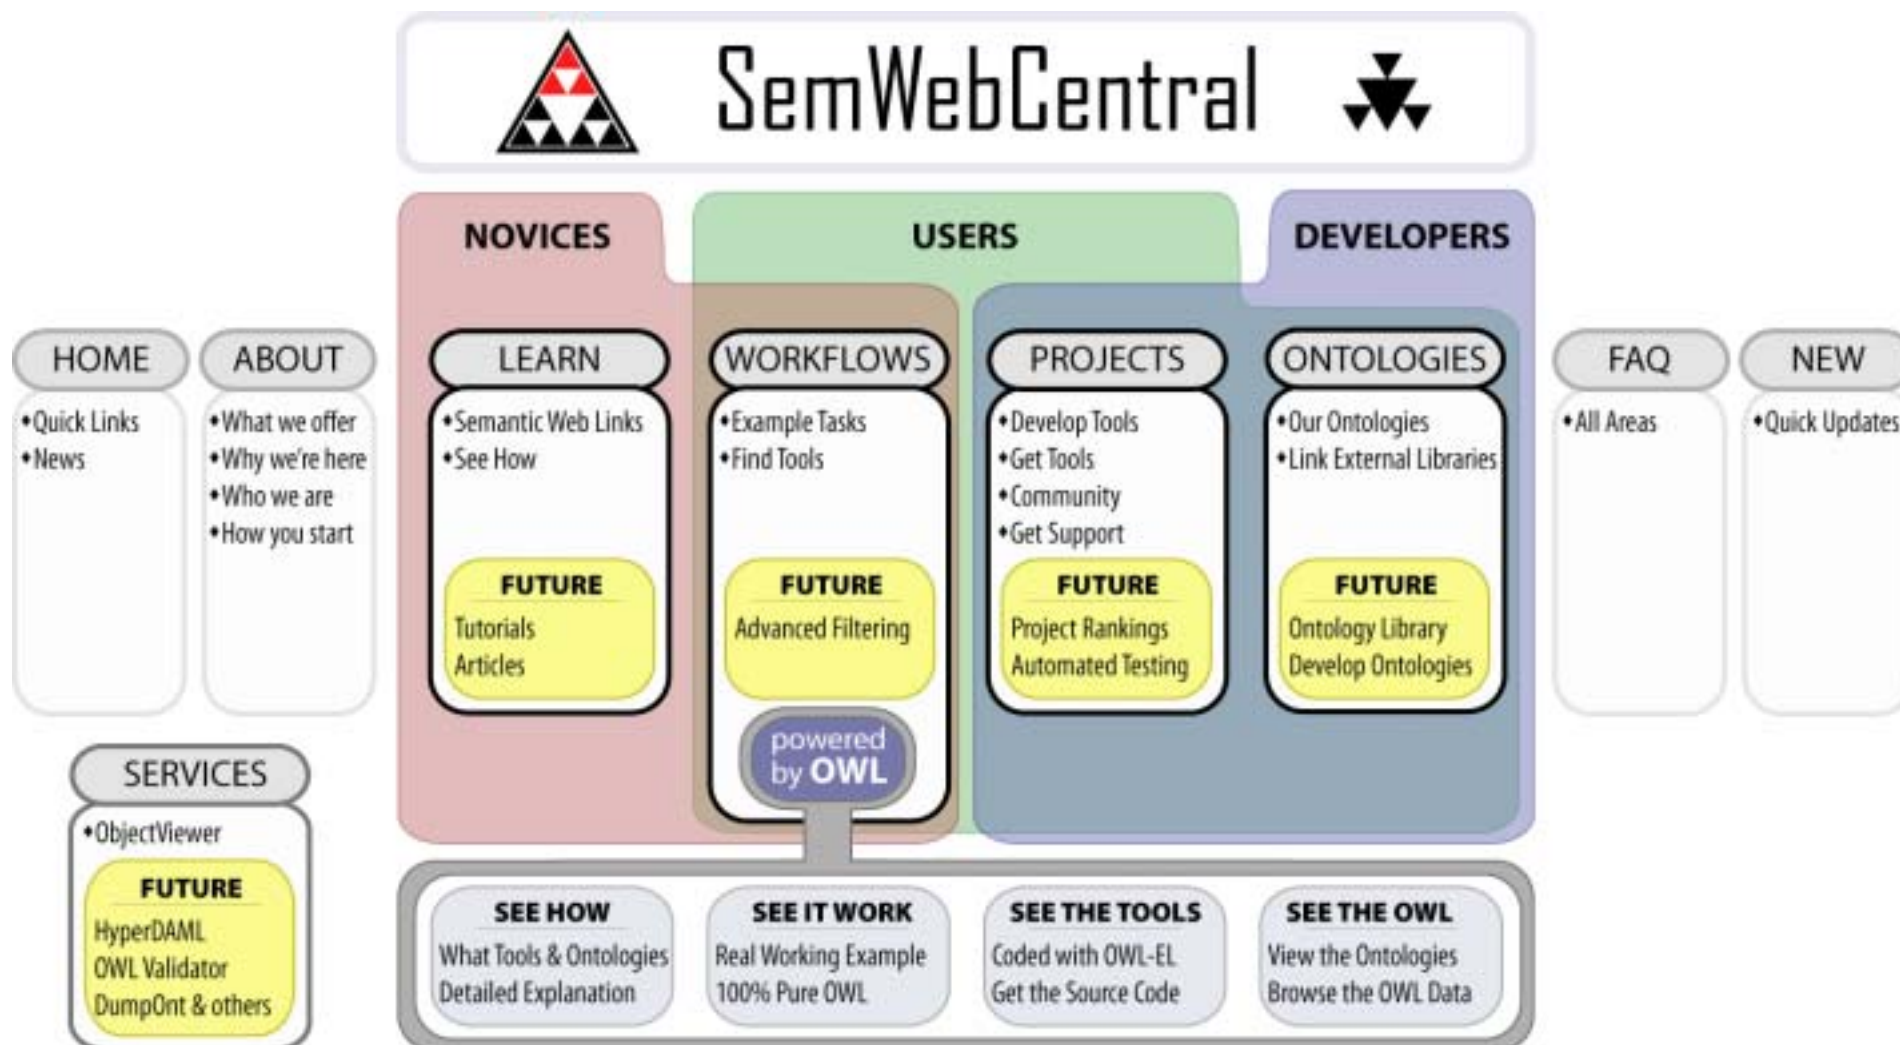 SemWebCentral
NOVICES
USERS
DEVELOPERS
HOME
•Quick Links
•News
ABOUT
•What we offer
•Why we're here
•Who we are
•How you start
LEARN
•Semantic Web Links
•See How
FUTURE
Tutorials
Articles
WORKFLOWS
•Example Tasks
•Find Tools
FUTURE
Advanced Filtering
powered
by OWL
PROJECTS
•Develop Tools
•Get Tools
•Community
•Get Support
FUTURE
Project Rankings
Automated Testing
ONTOLOGIES
•Our Ontologies
•Link External Libraries
FUTURE
Ontology Library
Develop Ontologies
FAQ
•All Areas
NEW
•Quick Updates
SERVICES
•ObjectViewer
FUTURE
HyperDAML
OWL Validator
DumpOnt & others
SEE HOW
What Tools & Ontologies
Detailed Explanation
SEE IT WORK
Real Working Example
100% Pure OWL
SEE THE TOOLS
Coded with OWL-EL
Get the Source Code
SEE THE OWL
View the Ontologies
Browse the OWL Data